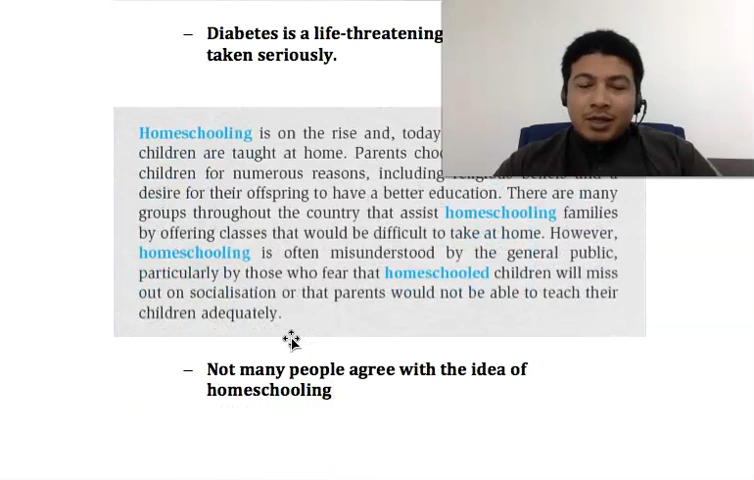 – Diabetes is a life-threatening
taken seriously.
Homeschooling is on the rise and, today
children are taught at home. Parents
children for numerous reasons, including
desire for their offspring to have a better education. There are many
groups throughout the country that assist homeschooling families
by offering classes that would be difficult to take at home. However,
homeschooling is often misunderstood by the general public,
particularly by those who fear that homeschooled children will miss
out on socialisation or that parents would not be able to teach their
children adequately.
– Not many people agree with the idea of
homeschooling